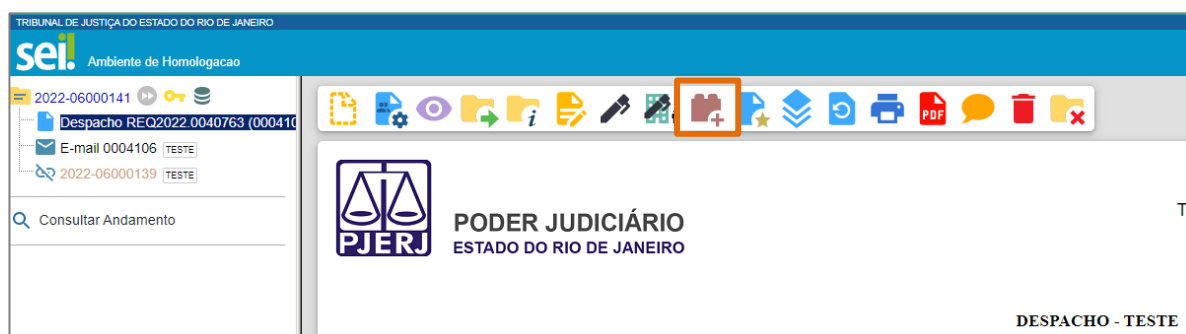 TRIBUNAL DE JUSTIÇA DO ESTADO DO RIO DE JANEIRO
sei! Ambiente de Homologacao
2022-06000141
Despacho REQ2022.0040763 (000410
E-mail 0004106 TESTE
2022-06000139 TESTE
Consultar Andamento
i
PDF
T
PJERJ
PODER JUDICIÁRIO
ESTADO DO RIO DE JANEIRO
DESPACHO - TESTE